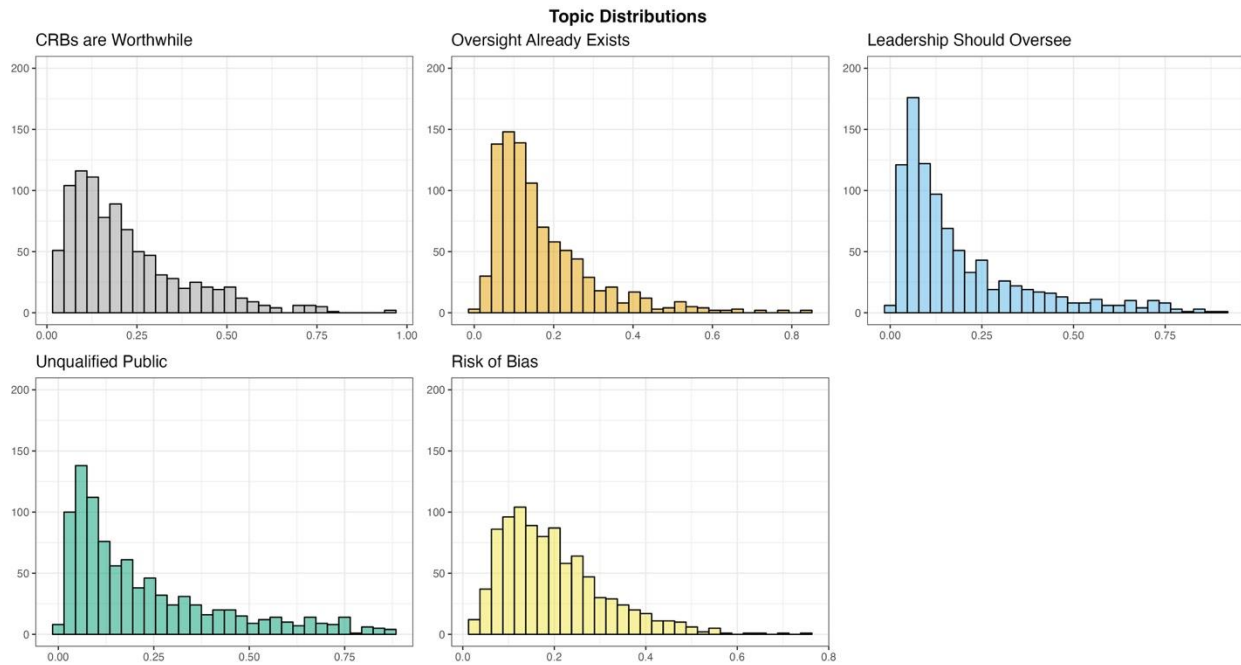 Topic Distributions
CRBs are Worthwhile
Oversight Already Exists
Leadership Should Oversee
200
150
100
50
0
0.00 0.25 0.50 0.75 1.00
200
150
100
50
0
0.0 0.2 0.4 0.6 0.8
200
150
100
50
0
0.00 0.25 0.50 0.75
Unqualified Public
Risk of Bias
200
150
100
50
0
0.00 0.25 0.50 0.75
200
150
100
50
0
0.0 0.2 0.4 0.6 0.8